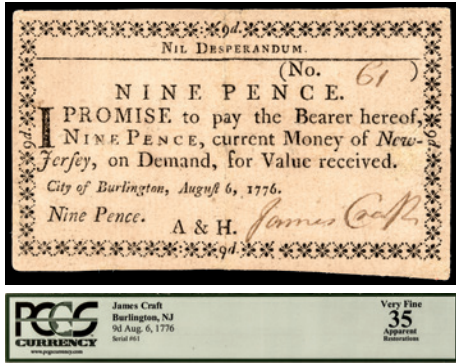 9d.
NIL DESPERANDUM.
(No. 61 )
NINE PENCE.
I PROMISE to pay the Bearer hereof,
NINE PENCE, current Money of New-
Jerſey, on Demand, for Value received.
City of Burlington, Auguſt 6, 1776.
Nine Pence.
A & H. James Craft
9d.
9d.
9d.
PCGS
CURRENCY
www.pcgscurrency.com
James Craft
Burlington, NJ
9d Aug. 6, 1776
Serial #61
Very Fine
35
Apparent
Restorations